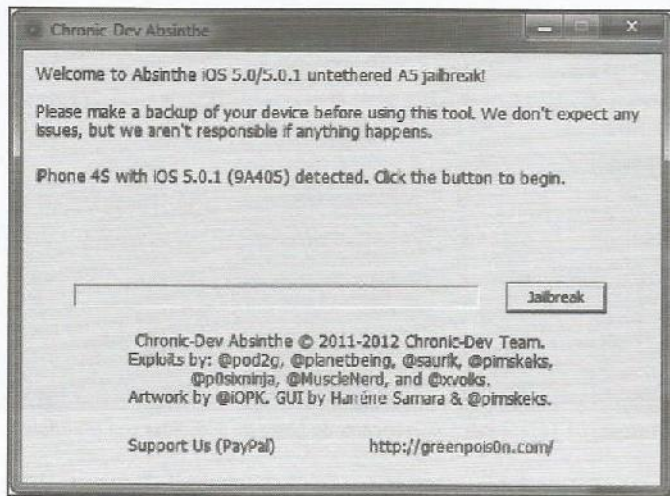 Chronic-Dev Absinthe
Welcome to Absinthe iOS 5.0/5.0.1 untethered A5 jailbreak!
Please make a backup of your device before using this tool. We don't expect any
issues, but we aren't responsible if anything happens.
Phone 4S with iOS 5.0.1 (9A405) detected. Click the button to begin.
Jailbreak
Chronic-Dev Absinthe © 2011-2012 Chronic-Dev Team.
Exploits by: @pod2g, @planetbeing, @saurik, @pimskeks,
@p0sixninja, @MuscleNerd, and @xvolks.
Artwork by @iOPK. GUI by Hanéne Samara & @pimskeks.
Support Us (PayPal)
http://greenpois0n.com/